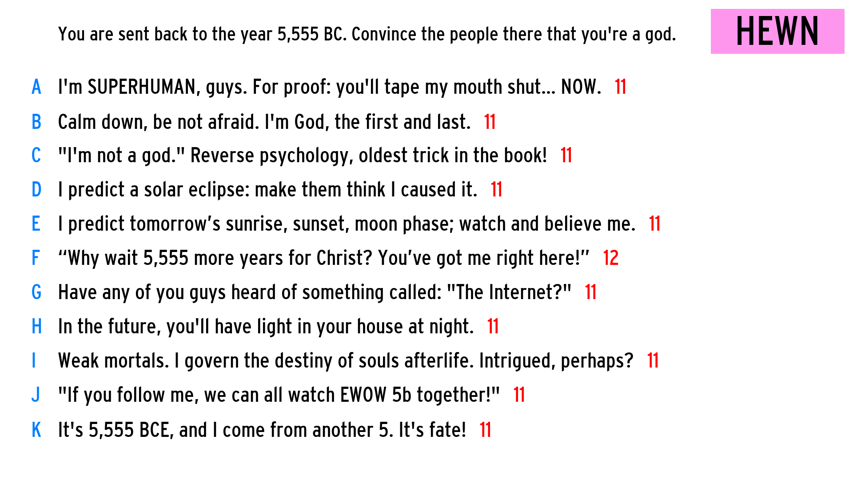 You are sent back to the year 5,555 BC. Convince the people there that you're a god.
HEWN
A I'm SUPERHUMAN, guys. For proof: you'll tape my mouth shut... NOW. 11
B Calm down, be not afraid. I'm God, the first and last. 11
C "I'm not a god." Reverse psychology, oldest trick in the book! 11
D I predict a solar eclipse: make them think I caused it. 11
E I predict tomorrow’s sunrise, sunset, moon phase; watch and believe me. 11
F “Why wait 5,555 more years for Christ? You’ve got me right here!” 12
G Have any of you guys heard of something called: "The Internet?" 11
H In the future, you'll have light in your house at night. 11
I Weak mortals. I govern the destiny of souls afterlife. Intrigued, perhaps? 11
J "If you follow me, we can all watch EWOW 5b together!" 11
K It's 5,555 BCE, and I come from another 5. It's fate! 11